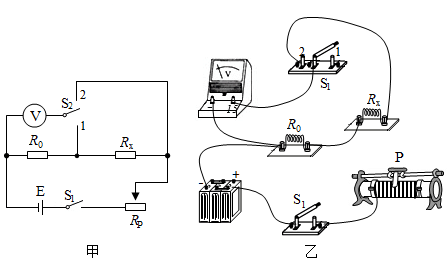 V
S2
2
1
R0
Rx
E
S1
RP
甲
V
2
1
S1
Rx
R0
P
-
+
S1
乙